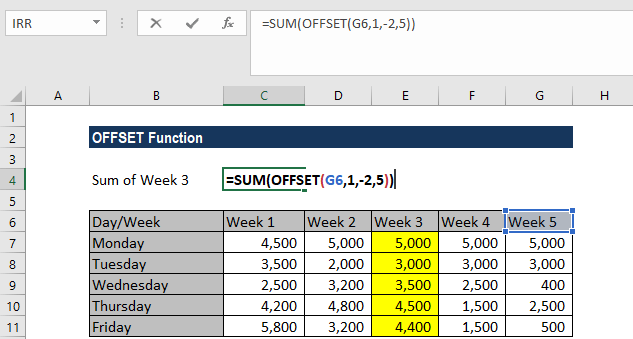 IRR =SUM(OFFSET(G6,1,-2,5))
A B C D E F G H
1
2 OFFSET Function
3
4 Sum of Week 3 =SUM(OFFSET(G6,1,-2,5))
5
6 Day/Week Week 1 Week 2 Week 3 Week 4 Week 5
7 Monday 4,500 5,000 5,000 5,000 5,000
8 Tuesday 3,500 2,000 3,000 3,000 3,000
9 Wednesday 2,500 3,200 3,500 2,500 400
10 Thursday 4,200 4,800 4,500 1,500 2,500
11 Friday 5,800 3,200 4,400 1,500 500